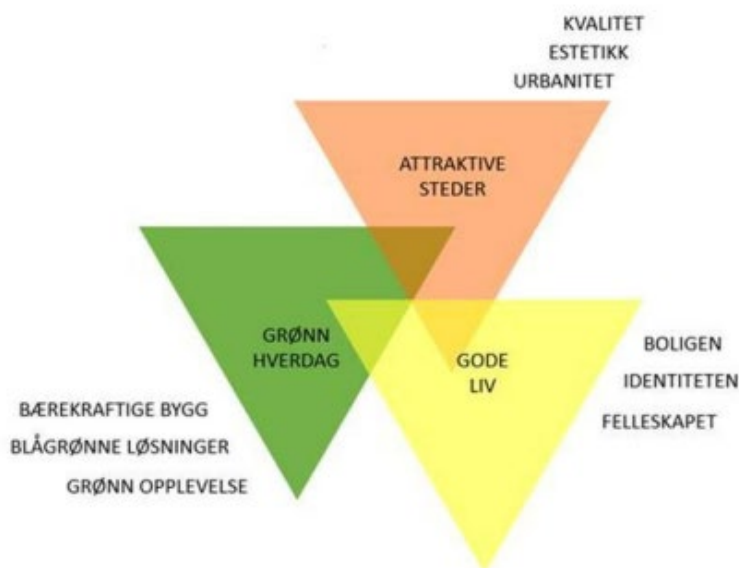 KVALITET
ESTETIKK
URBANITET
ATTRAKTIVE
STEDER
GRØNN
HVERDAG
GODE
LIV
BOLIGEN
IDENTITETEN
FELLESKAPET
BÆREKRAFTIGE BYGG
BLÅGRØNNE LØSNINGER
GRØNN OPPLEVELSE